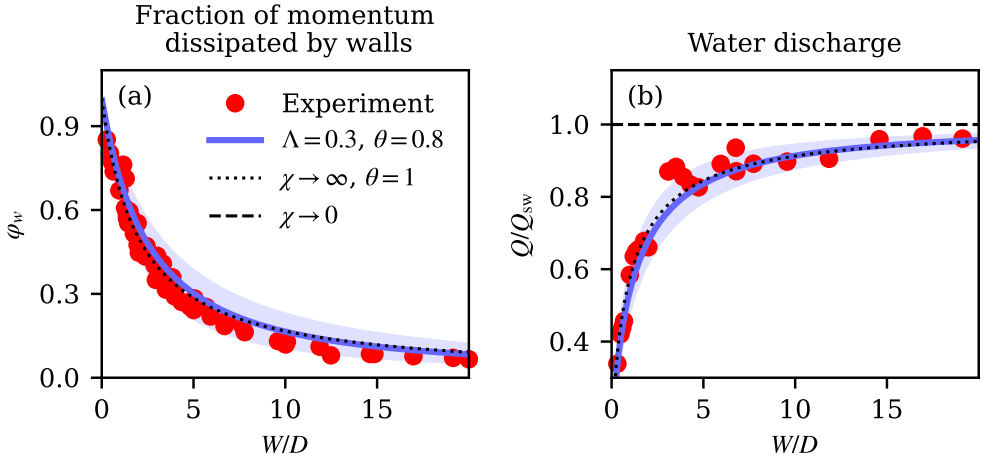 Fraction of momentum
dissipated by walls
(a)
Experiment
Λ = 0.3, θ = 0.8
χ → ∞, θ = 1
χ → 0
0.9
0.6
0.3
0.0
φw
0 5 10 15
W/D
Water discharge
(b)
1.0
0.8
0.6
0.4
Q/Qsw
0 5 10 15
W/D